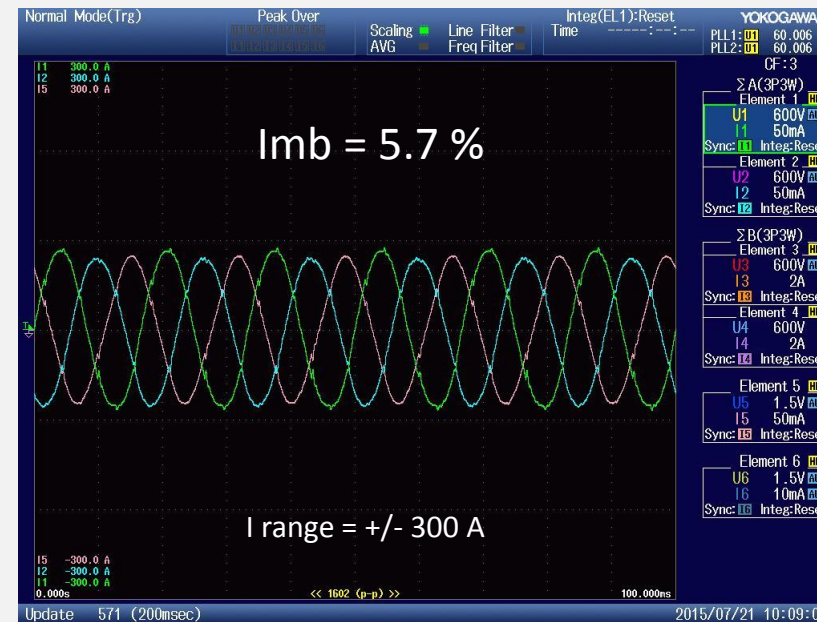 Normal Mode(Trg)
Peak Over
Scaling
AVG
Line Filter
Freq Filter
Integ(EL1):Reset
Time -----:--:--
YOKOGAWA
PLL1:U1 60.006
PLL2:U1 60.006
CF:3
I1 300.0 A
I2 300.0 A
I5 300.0 A
Imb = 5.7 %
ΣA(3P3W)
Element 1
U1 600V
I1 50mA
Sync:I1 Integ:Rese
Element 2
U2 600V
I2 50mA
Sync:I2 Integ:Rese
ΣB(3P3W)
Element 3
U3 600V
I3 2A
Sync:I3 Integ:Rese
Element 4
U4 600V
I4 2A
Sync:I4 Integ:Rese
Element 5
U5 1.5V
I5 50mA
Sync:I5 Integ:Rese
Element 6
U6 1.5V
I6 10mA
Sync:I6 Integ:Rese
I range = +/- 300 A
I5 -300.0 A
I2 -300.0 A
I1 -300.0 A
0.000s
<< 1602 (p-p) >>
100.000ms
Update 571 (200msec)
2015/07/21 10:09:0